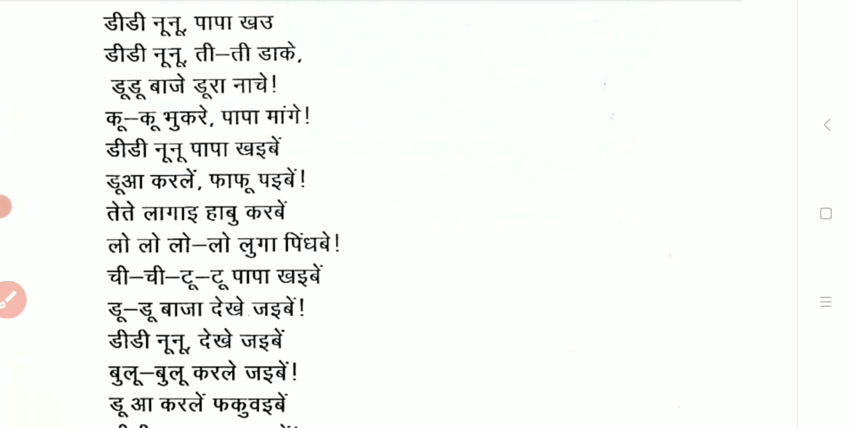 डीडी नूनू, पापा खउ
डीडी नूनू, ती–ती डाके,
डूडू बाजे डूरा नाचे!
कू–कू भुकरे, पापा मांगे!
डीडी नूनू पापा खइबें
डूआ करलें, फाफू पइबें!
तेते लागाइ हाबु करबें
लो लो लो–लो लुगा पिंधबे!
ची–ची–टू–टू पापा खइबें
डू–डू बाजा देखे जइबें!
डीडी नूनू, देखे जइबें
बुलू–बुलू करले जइबें!
डू आ करलें फकुवइबें